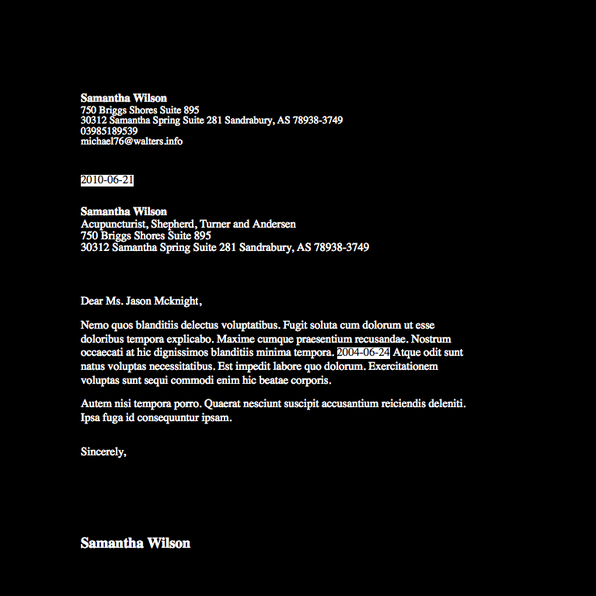 Samantha Wilson
750 Briggs Shores Suite 895
30312 Samantha Spring Suite 281 Sandrabury, AS 78938-3749
03985189539
michael76@walters.info
2010-06-21
Samantha Wilson
Acupuncturist, Shepherd, Turner and Andersen
750 Briggs Shores Suite 895
30312 Samantha Spring Suite 281 Sandrabury, AS 78938-3749
Dear Ms. Jason Mcknight,
Nemo quos blanditiis delectus voluptatibus. Fugit soluta cum dolorum ut esse
doloribus tempora explicabo. Maxime cumque praesentium recusandae. Nostrum
occaecati at hic dignissimos blanditiis minima tempora. 2004-06-24 Atque odit sunt
natus voluptas necessitatibus. Est impedit labore quo dolorum. Exercitationem
voluptas sunt sequi commodi enim hic beatae corporis.
Autem nisi tempora porro. Quaerat nesciunt suscipit accusantium reiciendis deleniti.
Ipsa fuga id consequuntur ipsam.
Sincerely,
Samantha Wilson